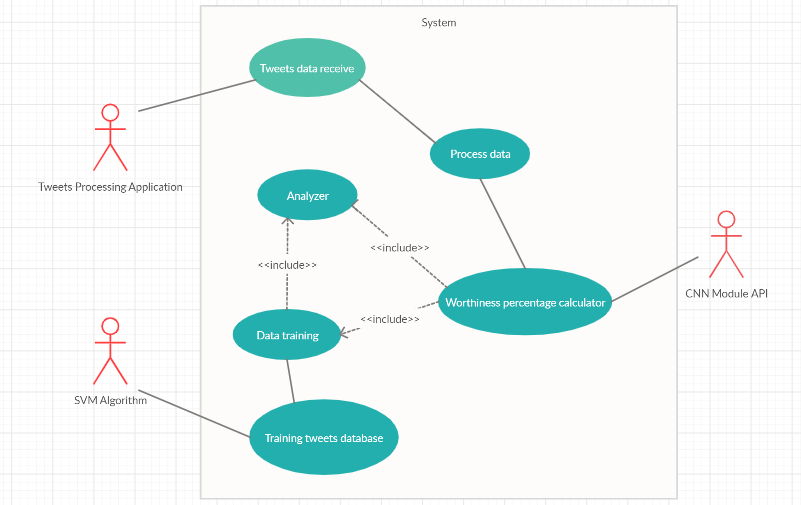 System
Tweets data receive
Process data
Tweets Processing Application
Analyzer
<<include>>
<<include>>
CNN Module API
Worthiness percentage calculator
<<include>>
Data training
SVM Algorithm
Training tweets database